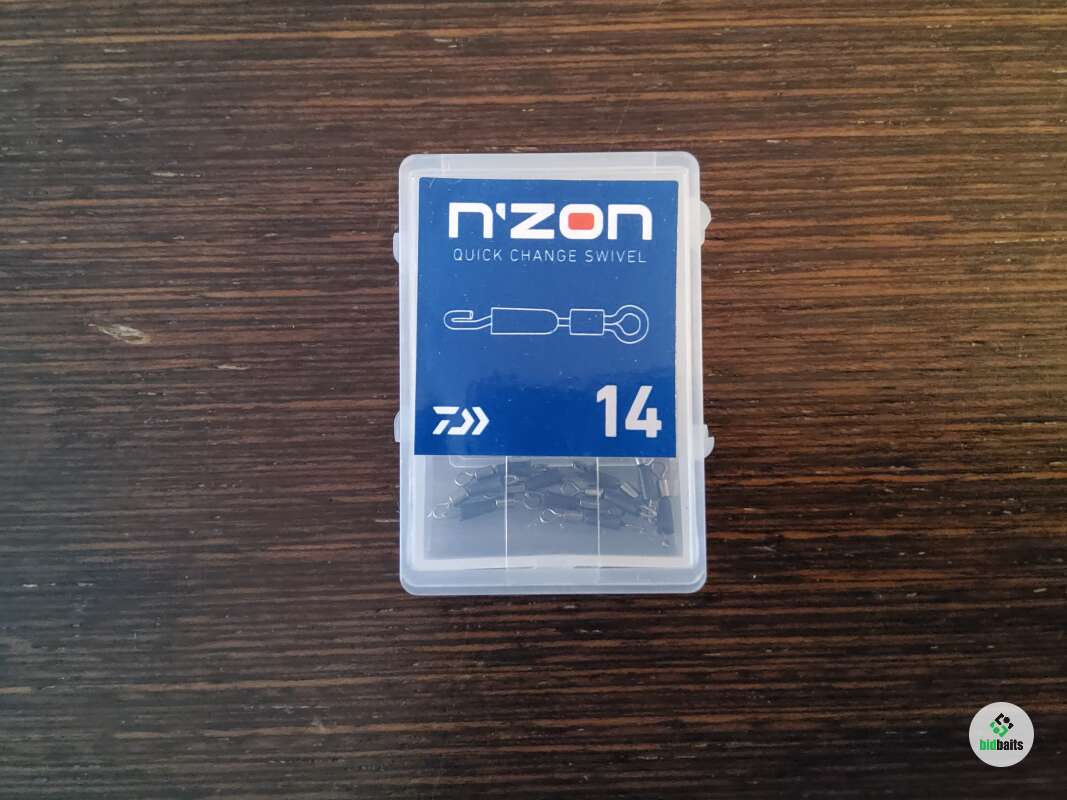 n'zon
QUICK CHANGE SWIVEL
14
bidbaits